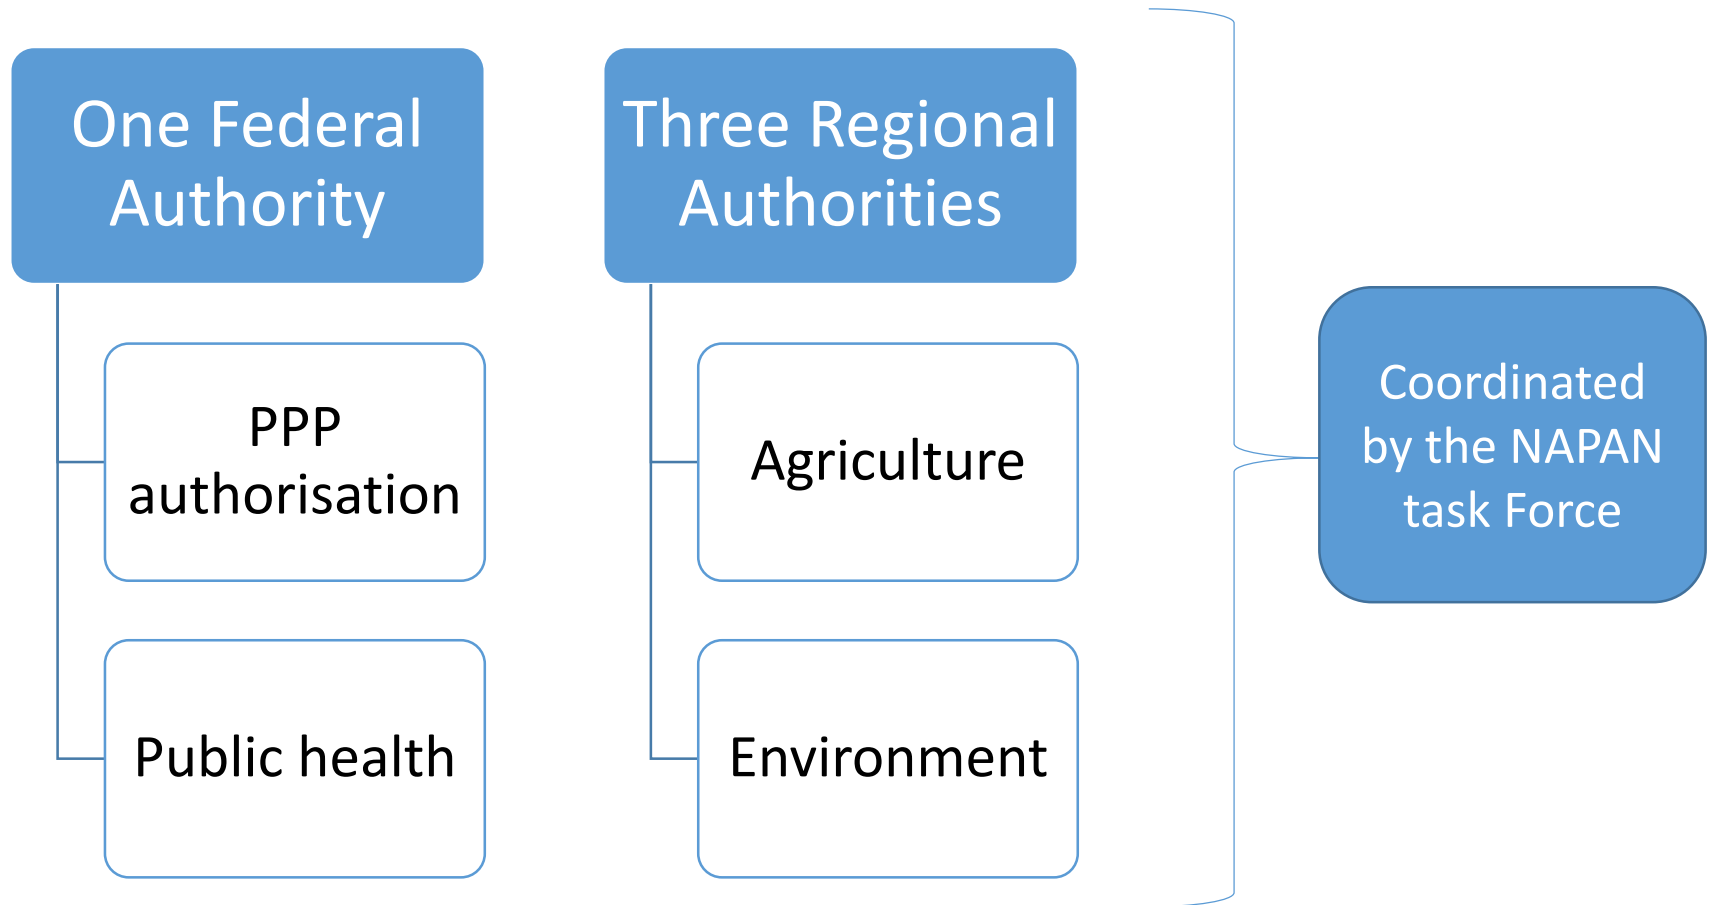 One Federal
Authority
PPP
authorisation
Public health
Three Regional
Authorities
Agriculture
Environment
Coordinated
by the NAPAN
task Force